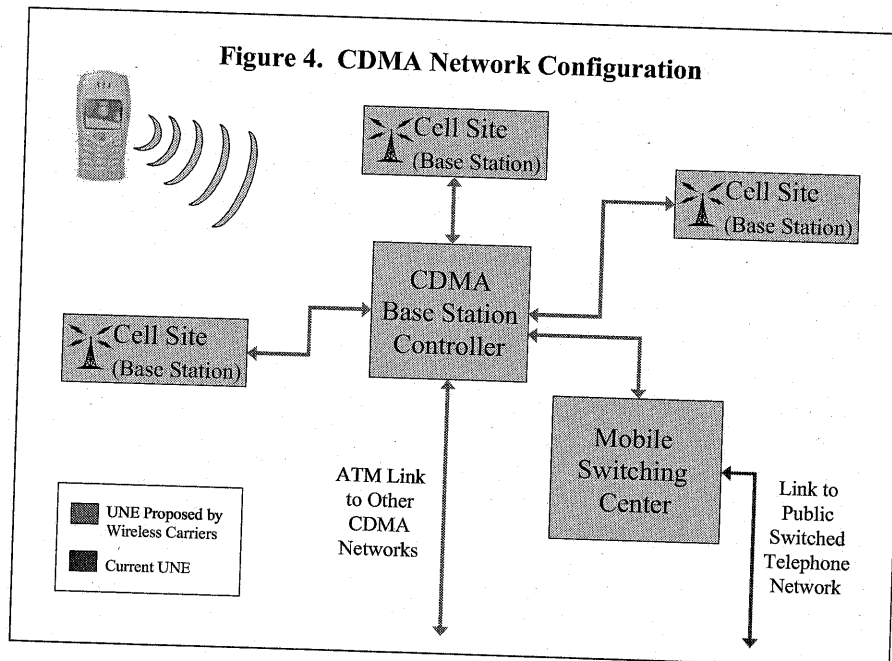 Figure 4. CDMA Network Configuration
Cell Site
(Base Station)
Cell Site
(Base Station)
CDMA
Base Station
Controller
Cell Site
(Base Station)
Mobile
Switching
Center
ATM Link
to Other
CDMA
Networks
Link to
Public
Switched
Telephone
Network
UNE Proposed by
Wireless Carriers
Current UNE